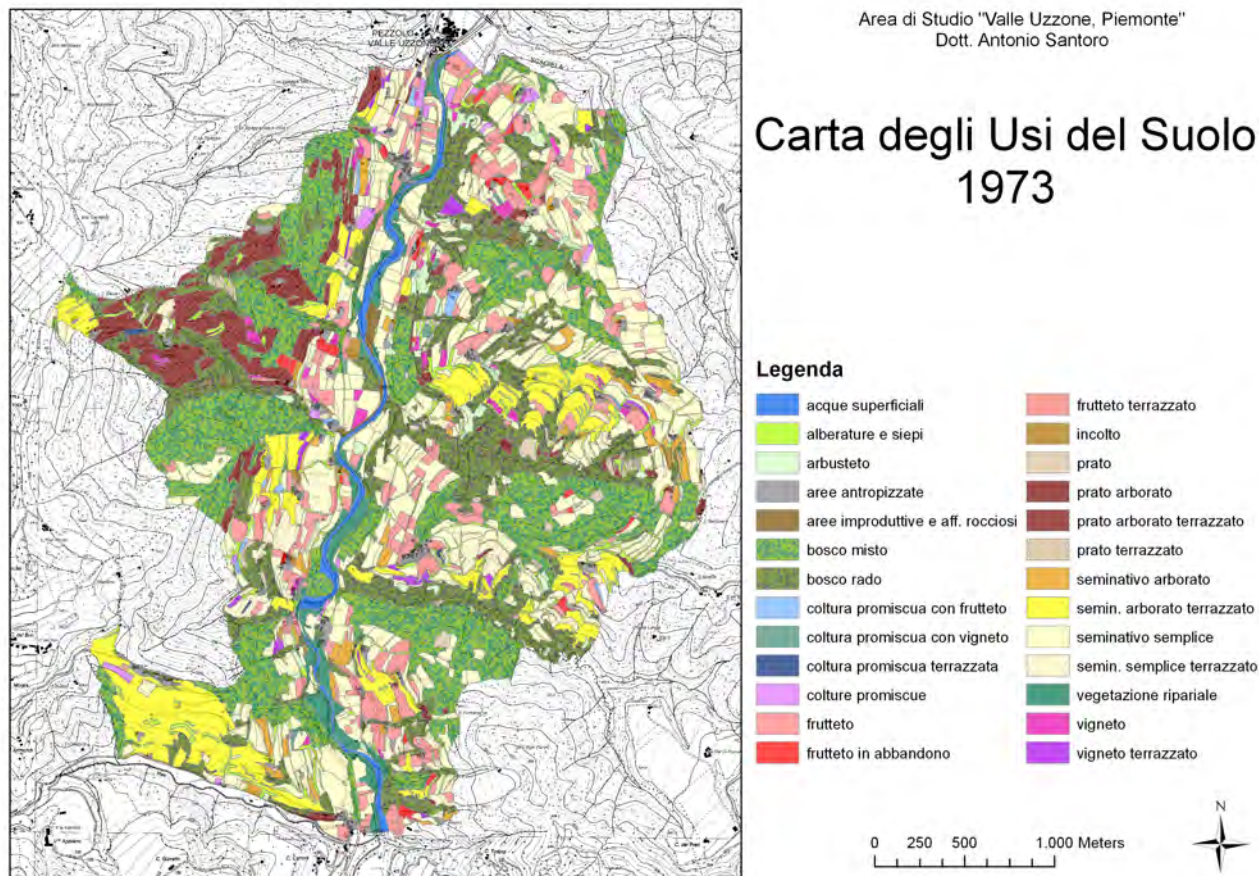 Area di Studio "Valle Uzzone, Piemonte"
Dott. Antonio Santoro
Carta degli Usi del Suolo
1973
PEZZOLO
VALLE UZZONE
Legenda
acque superficiali
alberature e siepi
arbusteto
aree antropizzate
aree improduttive e aff. rocciosi
bosco misto
bosco rado
coltura promiscua con frutteto
coltura promiscua con vigneto
coltura promiscua terrazzata
colture promiscue
frutteto
frutteto in abbandono
frutteto terrazzato
incolto
prato
prato arborato
prato arborato terrazzato
prato terrazzato
seminativo arborato
semin. arborato terrazzato
seminativo semplice
semin. semplice terrazzato
vegetazione ripariale
vigneto
vigneto terrazzato
N
0 250 500 1.000 Meters